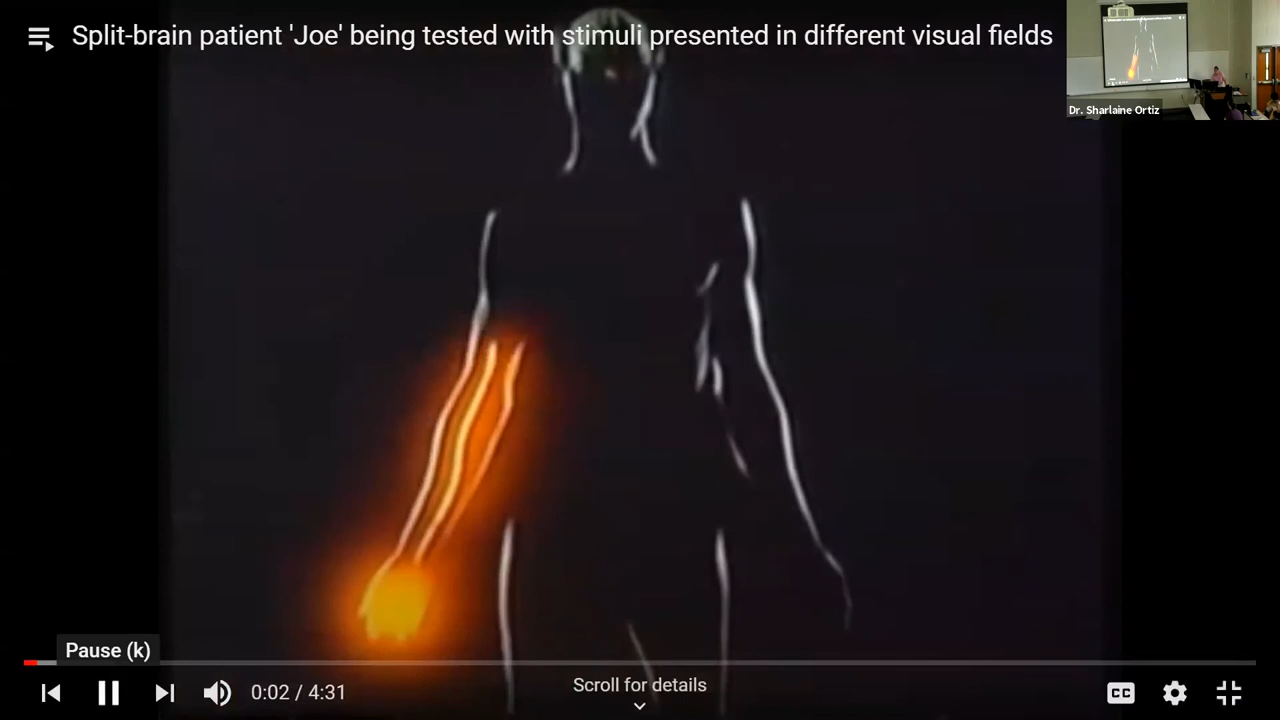 Split-brain patient 'Joe' being tested with stimuli presented in different visual fields
Dr. Sharlaine Ortiz
Pause (k)
0:02 / 4:31
Scroll for details
CC